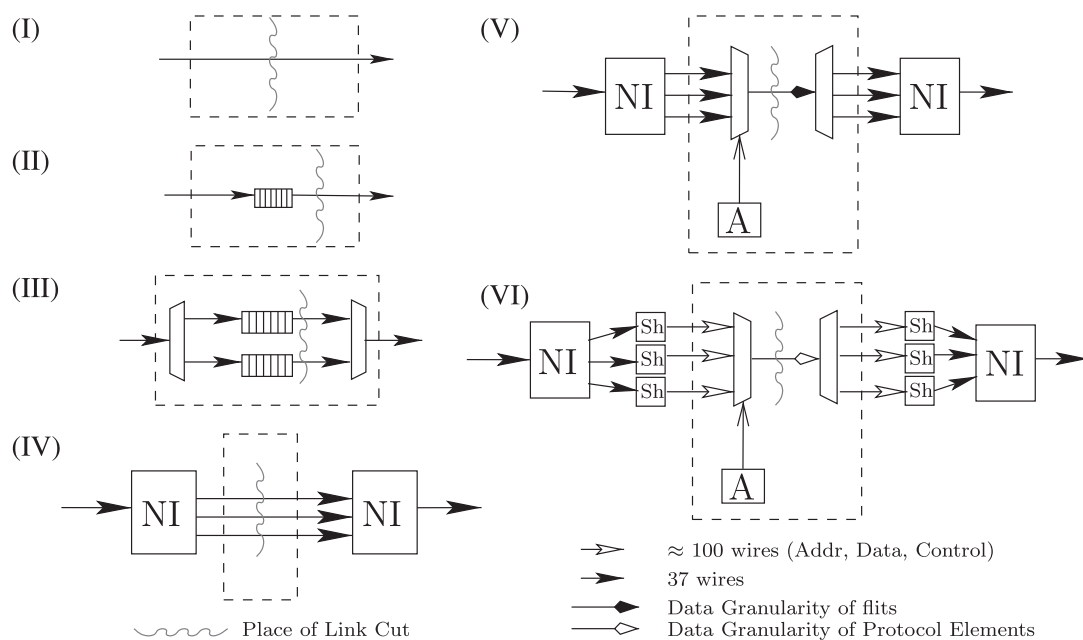 (I)
(II)
(III)
(IV)
NI
NI
Place of Link Cut
(V)
NI
NI
A
(VI)
NI
Sh
Sh
Sh
Sh
Sh
Sh
NI
A
≈ 100 wires (Addr, Data, Control)
37 wires
Data Granularity of flits
Data Granularity of Protocol Elements